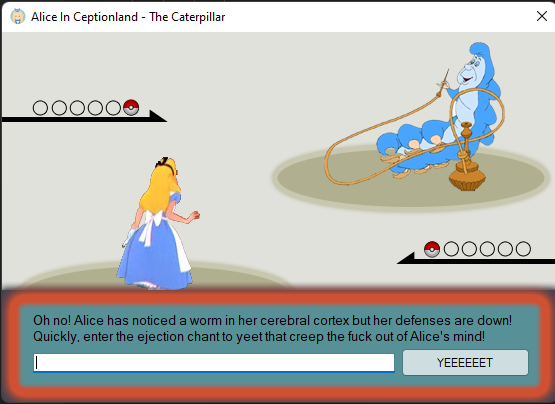 Alice In Ceptionland - The Caterpillar
Oh no! Alice has noticed a worm in her cerebral cortex but her defenses are down!
Quickly, enter the ejection chant to yeet that creep the fuck out of Alice's mind!
YEEEEEET